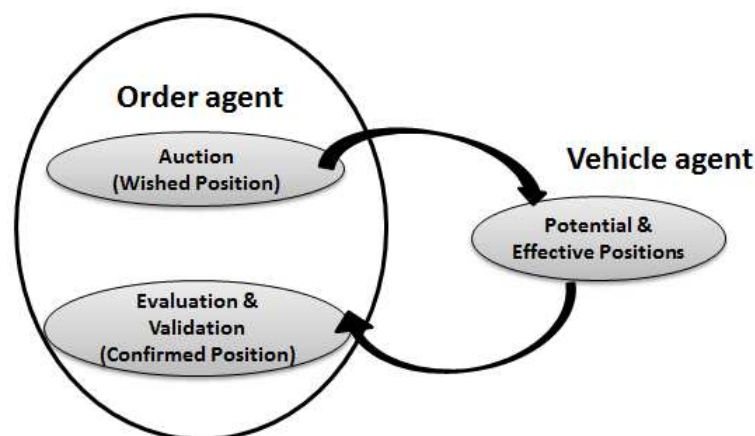 Order agent
Auction
(Wished Position)
Vehicle agent
Potential &
Effective Positions
Evaluation &
Validation
(Confirmed Position)